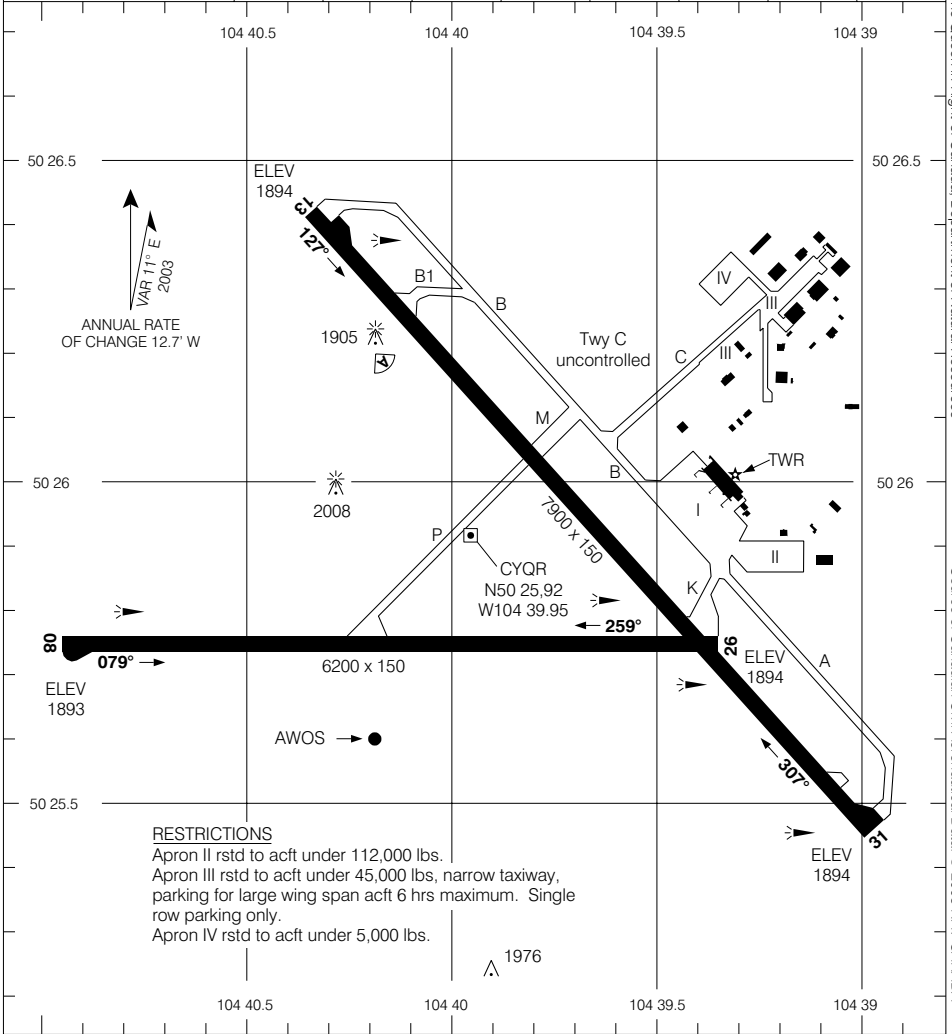 104 40.5
104 40
104 39.5
104 39
50 26.5
50 26.5
ELEV
1894
13
127°
VAR 11° E
2003
ANNUAL RATE
OF CHANGE 12.7' W
B1
B
1905
A
Twy C
uncontrolled
IV
III
III
C
M
B
TWR
50 26
50 26
2008
7900 x 150
I
P
II
CYQR
N50 25,92
W104 39.95
K
259°
08
26
079°
6200 x 150
ELEV
1894
A
ELEV
1893
AWOS
307°
50 25.5
50 25.5
31
ELEV
1894
RESTRICTIONS
Apron II rstd to acft under 112,000 lbs.
Apron III rstd to acft under 45,000 lbs, narrow taxiway,
parking for large wing span acft 6 hrs maximum. Single
row parking only.
Apron IV rstd to acft under 5,000 lbs.
1976
104 40.5
104 40
104 39.5
104 39